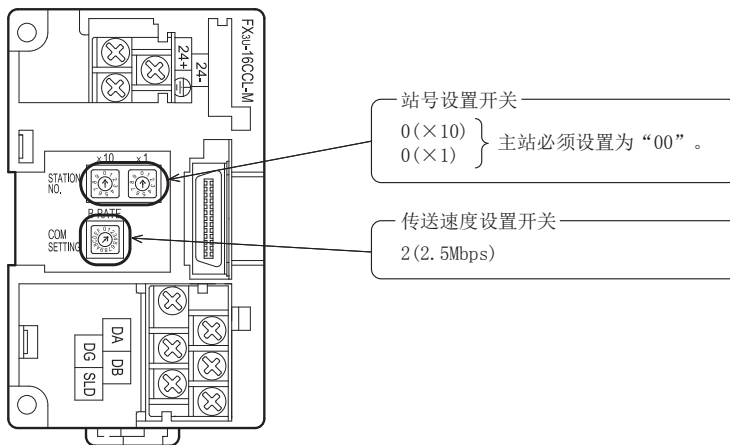 FX3U-16CCL-M
24+
24-
×10
×1
STATION
NO.
B RATE
COM
SETTING
DA
DB
DG
SLD
站号设置开关
0(×10)
0(×1)
主站必须设置为“00”。
传送速度设置开关
2(2.5Mbps)